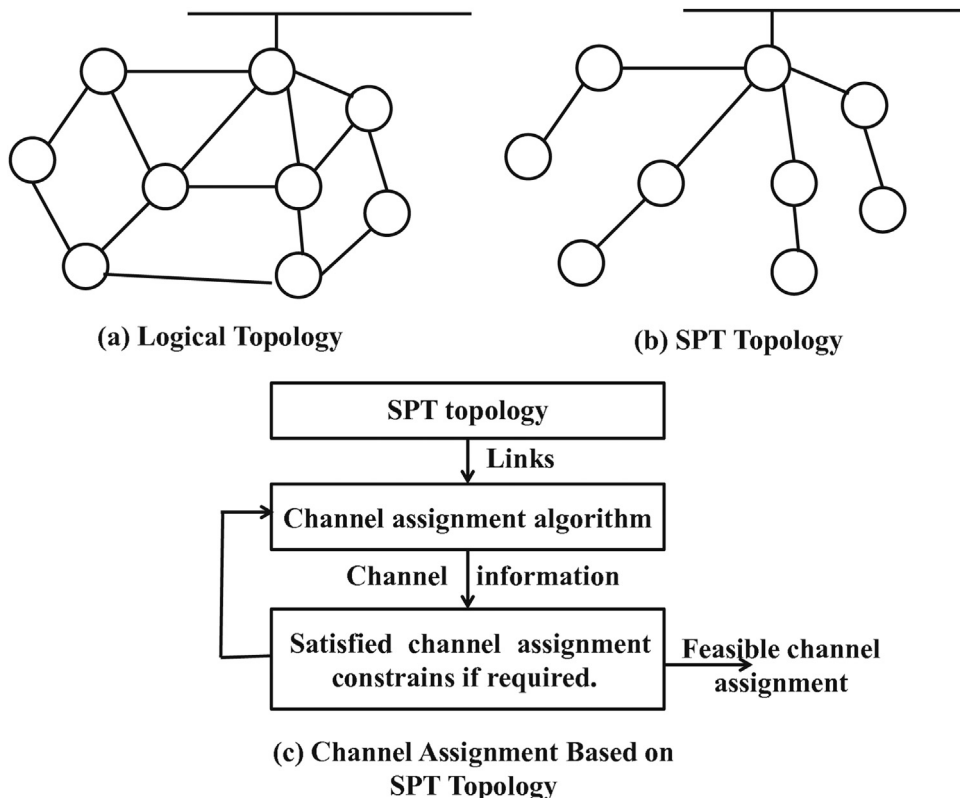 (a) Logical Topology
(b) SPT Topology
SPT topology
Links
Channel assignment algorithm
Channel information
Satisfied channel assignment
constrains if required.
Feasible channel
assignment
(c) Channel Assignment Based on
SPT Topology